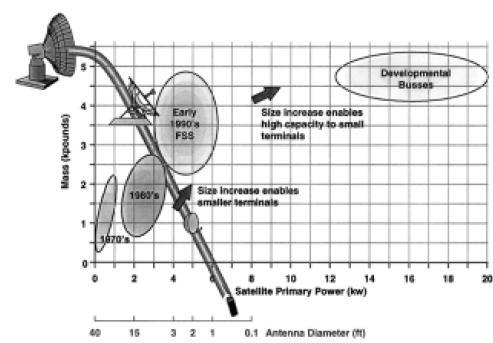 5
4
3
2
1
0
Mass (kpounds)
Early
1990's
FSS
1980's
1970's
Developmental
Busses
Size increase enables
high capacity to small
terminals
Size increase enables
smaller terminals
0 2 4 6 8 10 12 14 16 18 20
Satellite Primary Power (kw)
40 15 3 2 1 0.1 Antenna Diameter (ft)